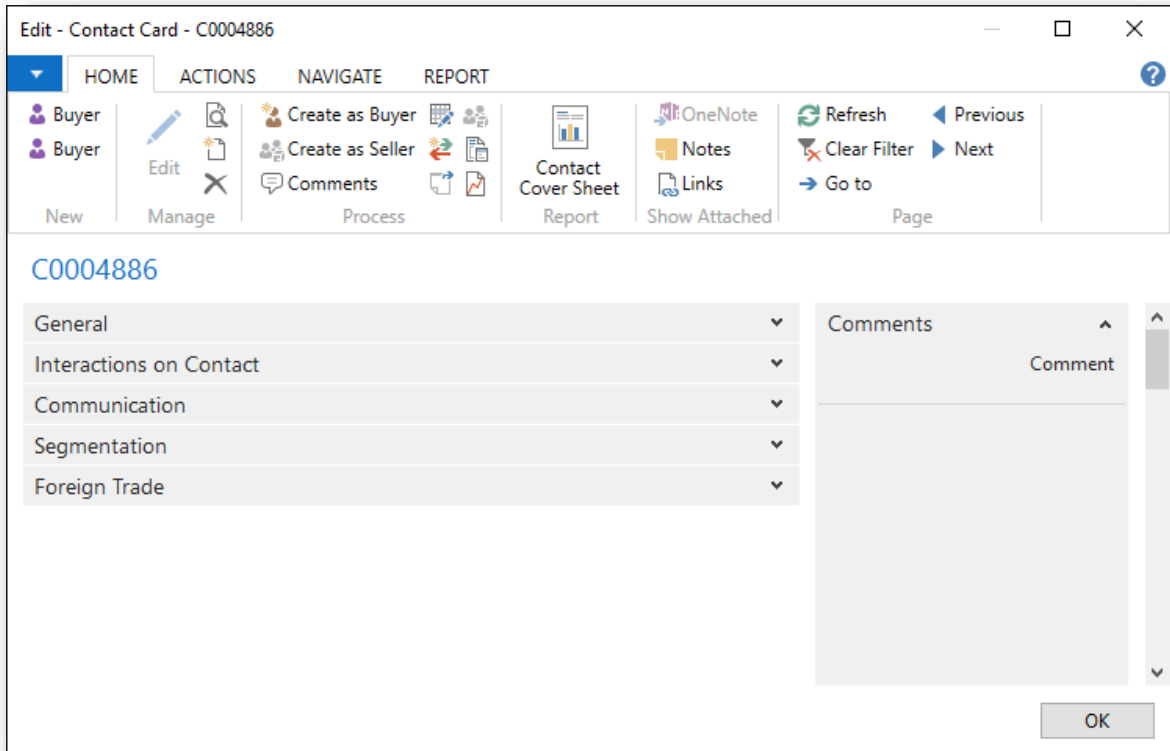 Edit - Contact Card - C0004886
HOME ACTIONS NAVIGATE REPORT
Buyer
Buyer
New
Edit
Manage
Create as Buyer
Create as Seller
Comments
Process
Contact
Cover Sheet
Report
OneNote
Notes
Links
Show Attached
Refresh
Clear Filter
Go to
Previous
Next
Page
C0004886
General
Interactions on Contact
Communication
Segmentation
Foreign Trade
Comments
Comment
OK